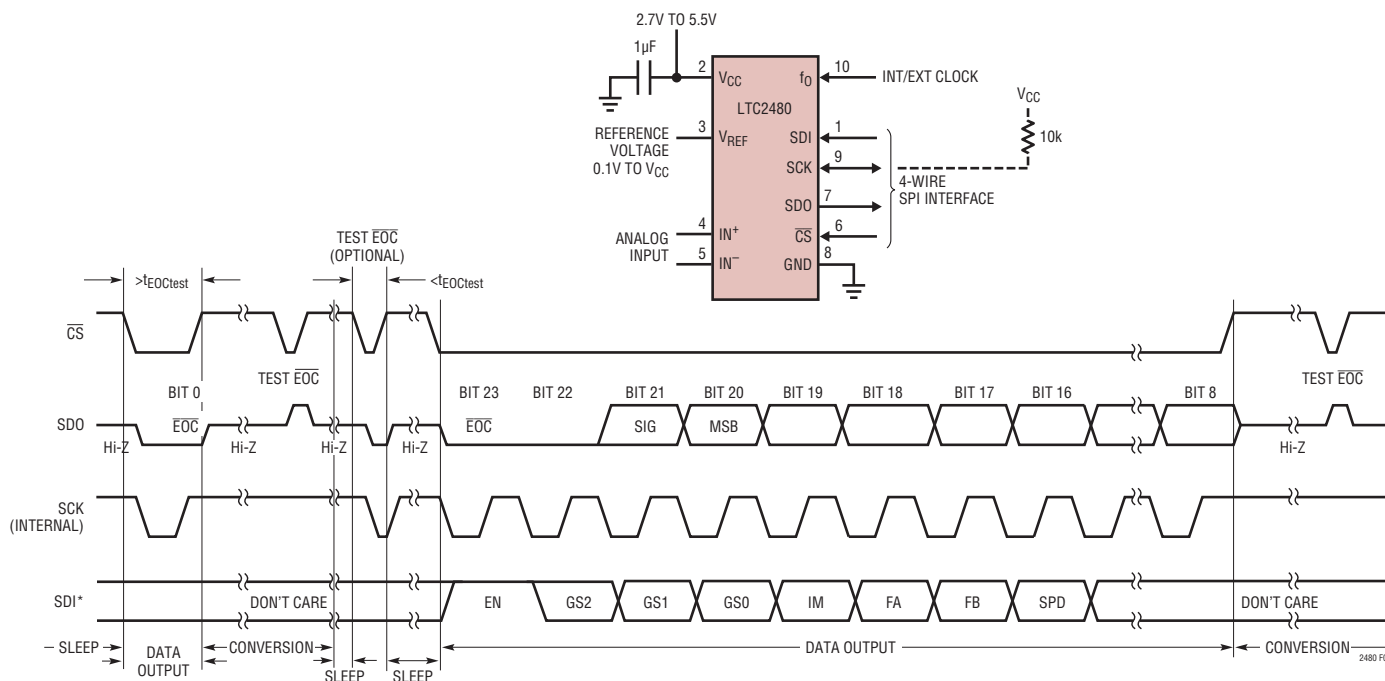 2.7V TO 5.5V
1µF
2
VCC
fO
10
INT/EXT CLOCK
LTC2480
VCC
10k
REFERENCE
VOLTAGE
0.1V TO VCC
3
VREF
SDI
1
SCK
9
4-WIRE
SPI INTERFACE
SDO
7
ANALOG
INPUT
4
IN+
CS
6
5
IN−
GND
8
TEST EOC
(OPTIONAL)
>tEOCtest
<tEOCtest
CS
BIT 0
TEST EOC
BIT 23
BIT 22
BIT 21
BIT 20
BIT 19
BIT 18
BIT 17
BIT 16
BIT 8
TEST EOC
SDO
EOC
EOC
SIG
MSB
Hi-Z
Hi-Z
Hi-Z
Hi-Z
Hi-Z
SCK
(INTERNAL)
SDI*
DON'T CARE
EN
GS2
GS1
GS0
IM
FA
FB
SPD
DON'T CARE
SLEEP
DATA
OUTPUT
CONVERSION
SLEEP
SLEEP
DATA OUTPUT
CONVERSION
2480